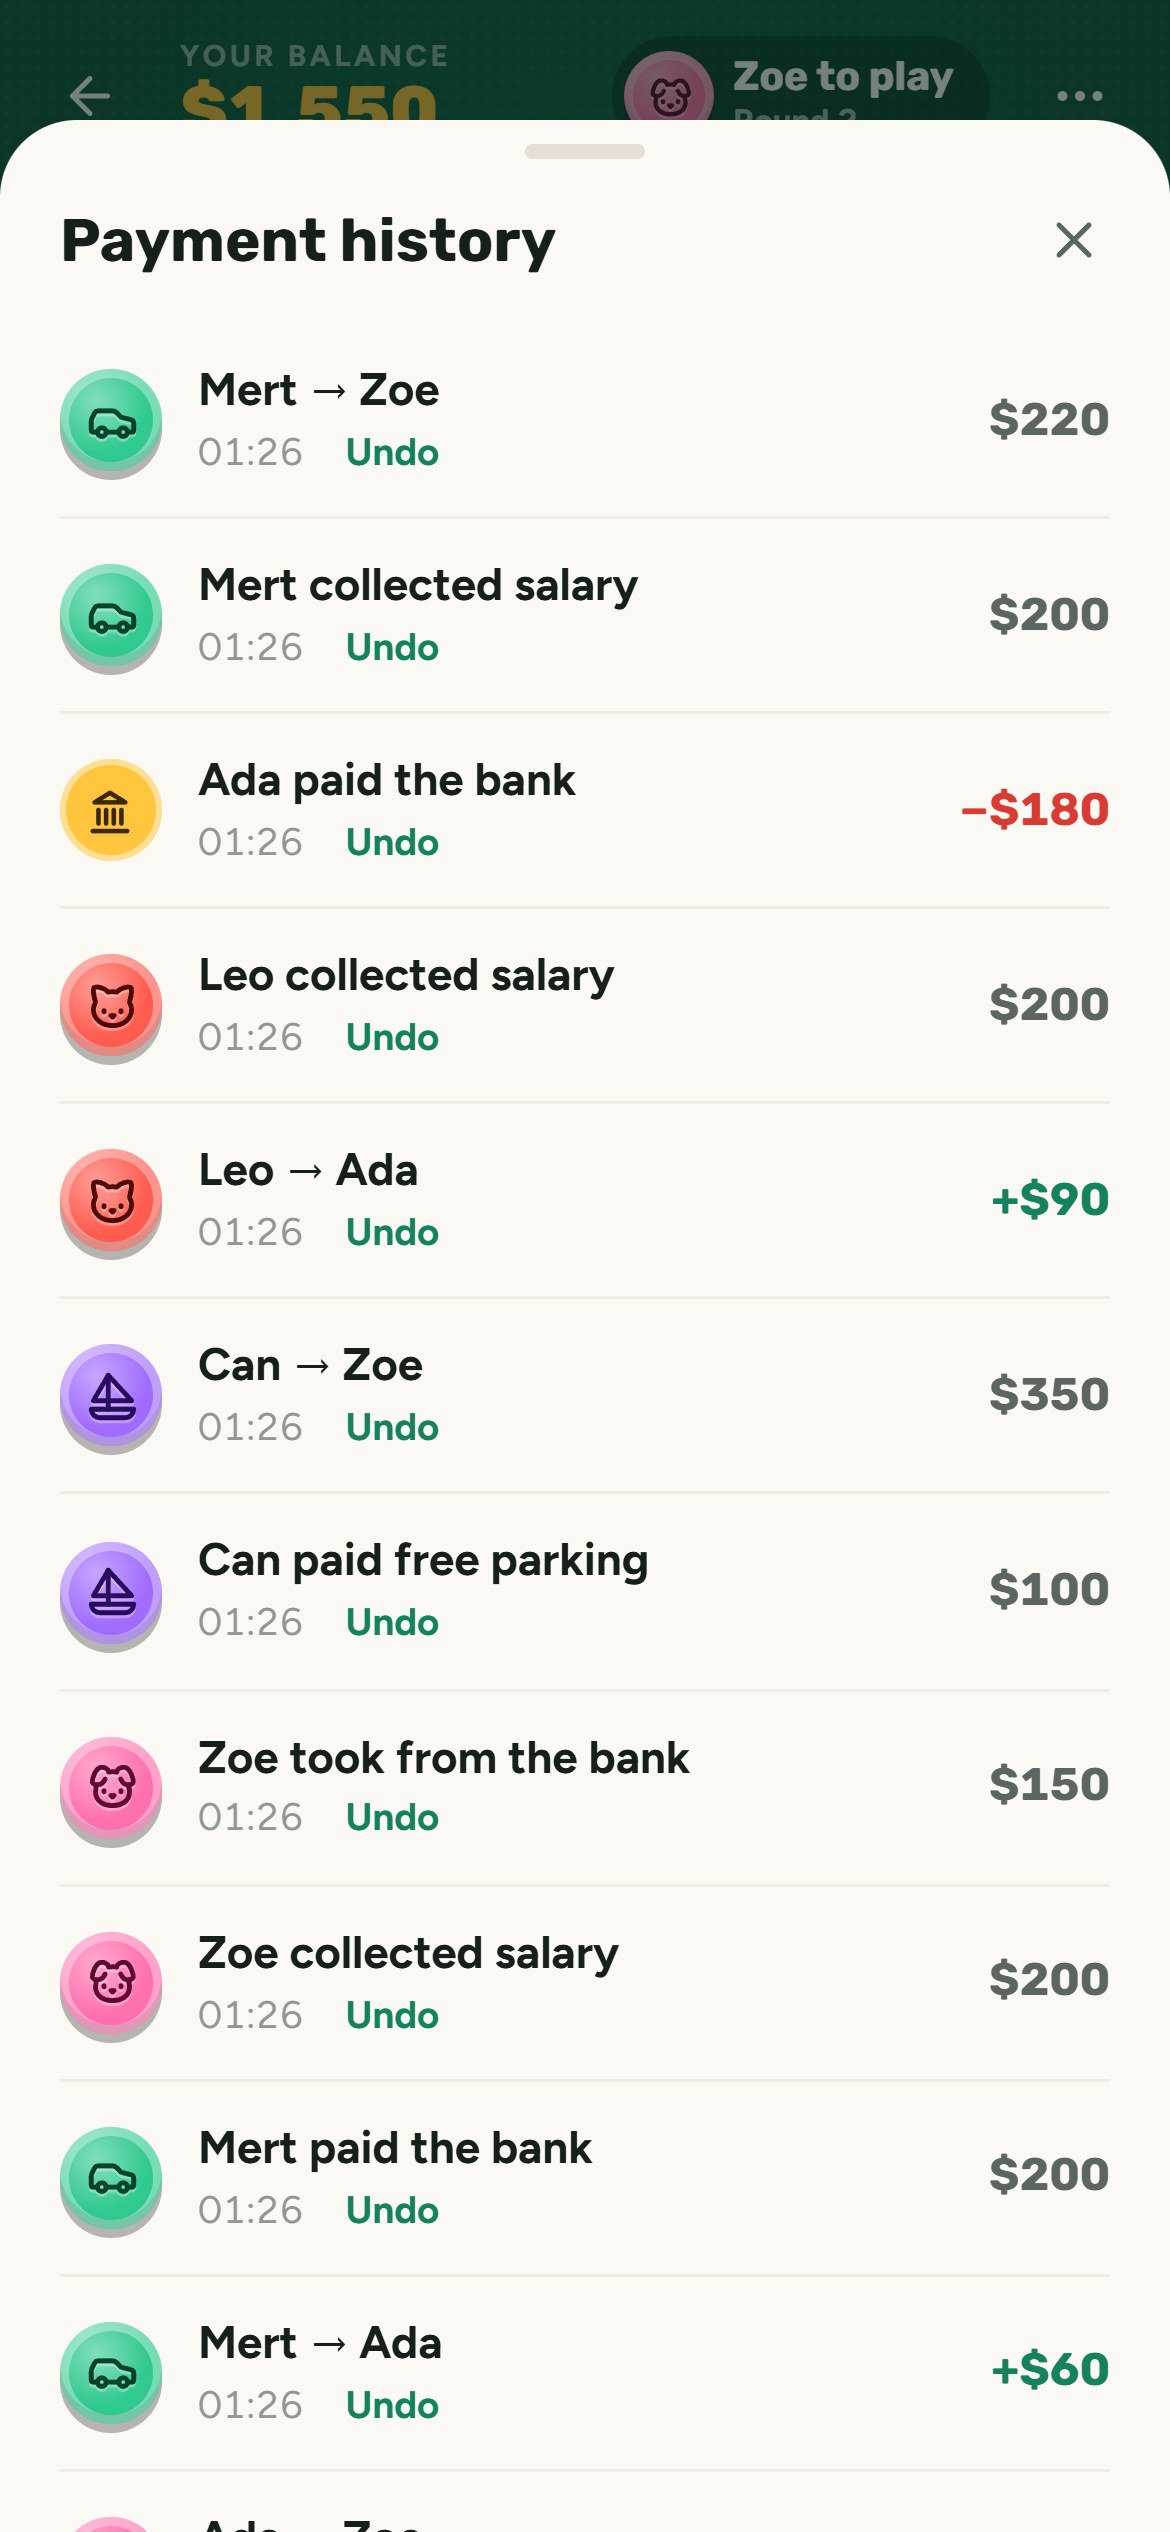 YOUR BALANCE
$1,550
Zoe to play
Round 2
Payment history
Mert → Zoe
01:26 Undo
$220
Mert collected salary
01:26 Undo
$200
Ada paid the bank
01:26 Undo
–$180
Leo collected salary
01:26 Undo
$200
Leo → Ada
01:26 Undo
+$90
Can → Zoe
01:26 Undo
$350
Can paid free parking
01:26 Undo
$100
Zoe took from the bank
01:26 Undo
$150
Zoe collected salary
01:26 Undo
$200
Mert paid the bank
01:26 Undo
$200
Mert → Ada
01:26 Undo
+$60